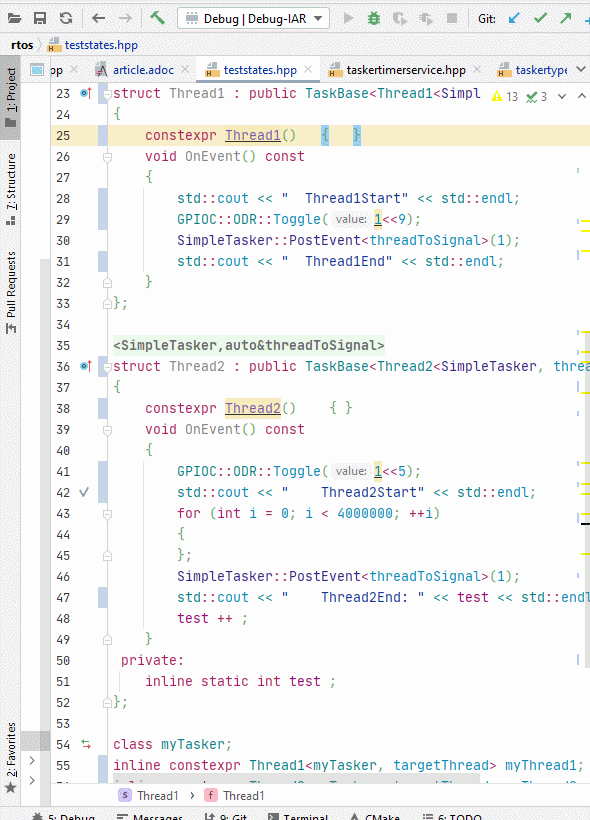 Debug | Debug-IAR
Git:
rtos teststates.hpp
pp article.adoc teststates.hpp taskertimerservice.hpp taskertype
1: Project
7: Structure
Pull Requests
2: Favorites
13 3
23 struct Thread1 : public TaskBase<Thread1<Simpl
24 {
25 constexpr Thread1() { }
26 void OnEvent() const
27 {
28 std::cout << " Thread1Start" << std::endl;
29 GPIOC::ODR::Toggle( value: 1<<9);
30 SimpleTasker::PostEvent<threadToSignal>(1);
31 std::cout << " Thread1End" << std::endl;
32 }
33 };
34
35 <SimpleTasker,auto&threadToSignal>
36 struct Thread2 : public TaskBase<Thread2<SimpleTasker, threa
37 {
38 constexpr Thread2() { }
39 void OnEvent() const
40 {
41 GPIOC::ODR::Toggle( value: 1<<5);
42 std::cout << " Thread2Start" << std::endl;
43 for (int i = 0; i < 4000000; ++i)
44 {
45 };
46 SimpleTasker::PostEvent<threadToSignal>(1);
47 std::cout << " Thread2End: " << test << std::endl
48 test ++ ;
49 }
50 private:
51 inline static int test ;
52 };
53
54 class myTasker;
55 inline constexpr Thread1<myTasker, targetThread> myThread1;
Thread1 Thread1
5: Debug Messages 9: Git Terminal CMake 6: TODO